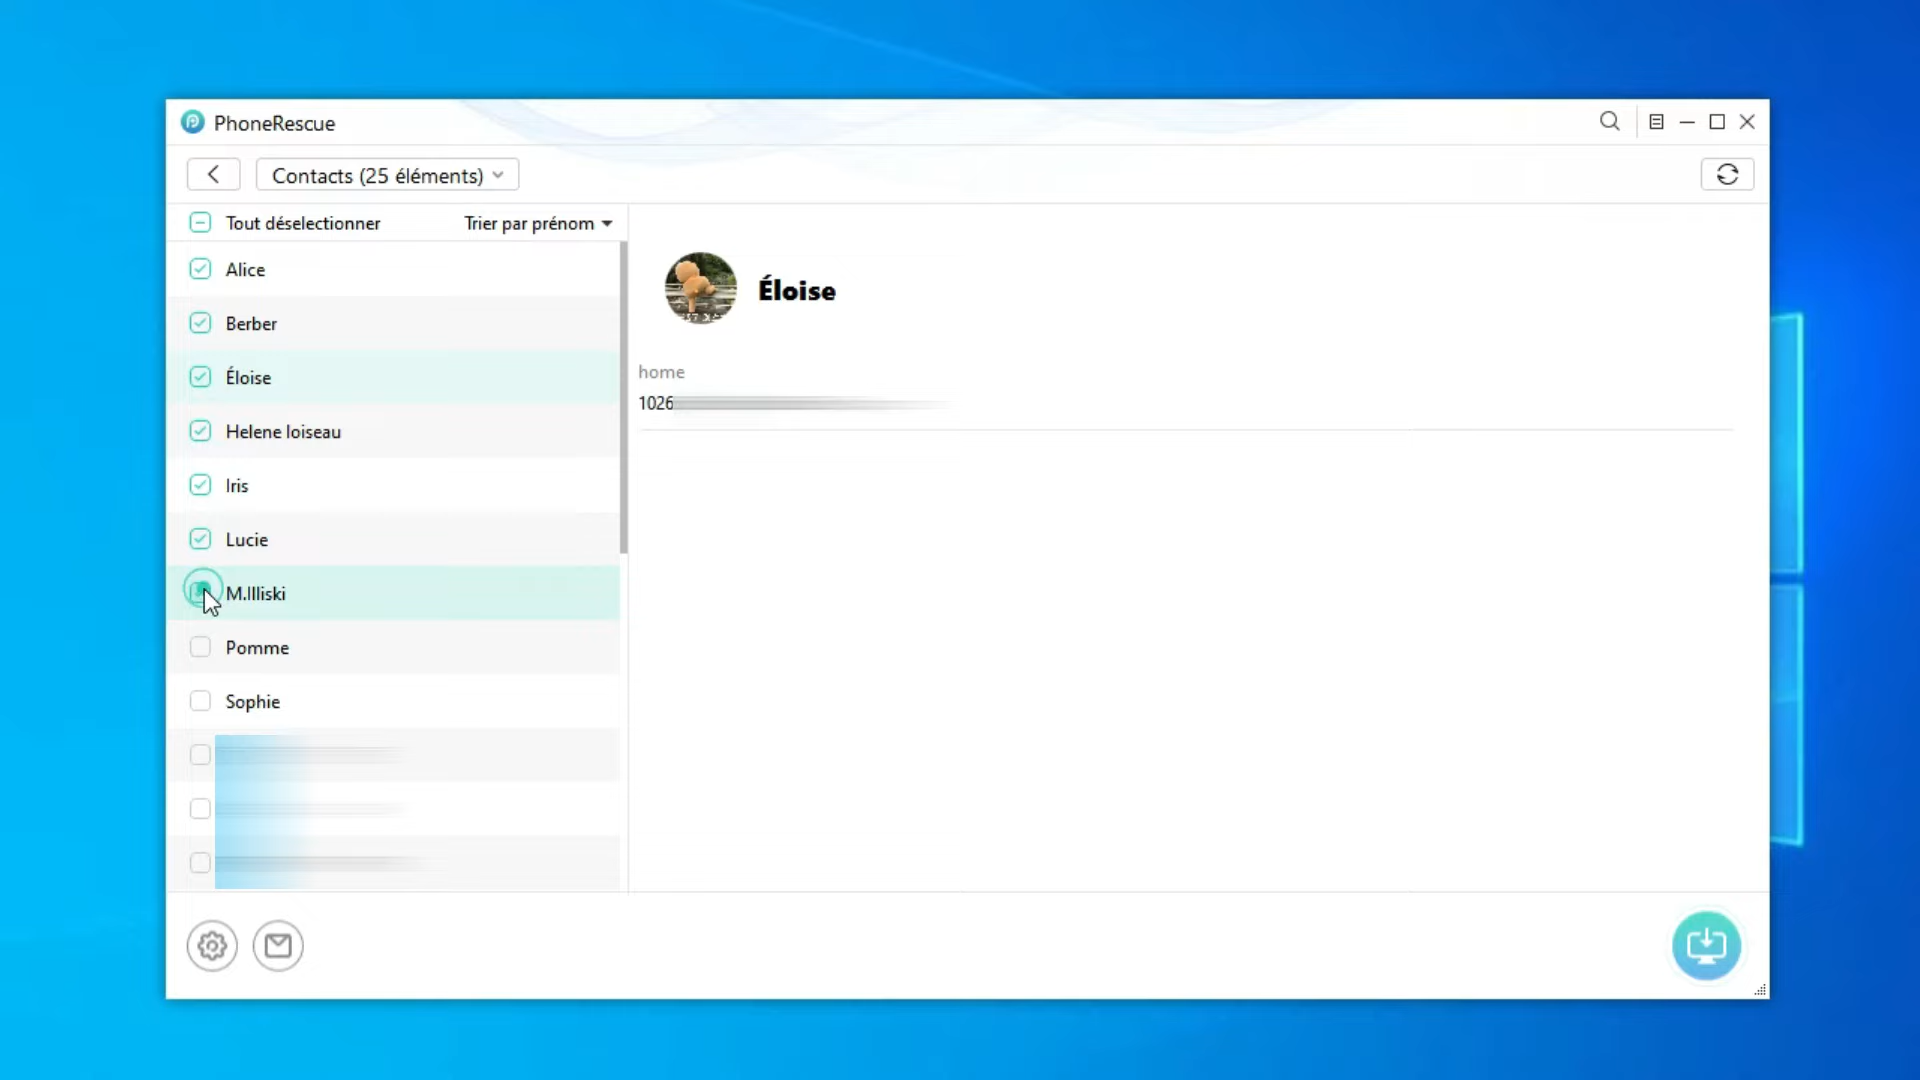 PhoneRescue
Contacts (25 éléments)
Tout déselectionner
Trier par prénom
Alice
Berber
Éloise
Helene loiseau
Iris
Lucie
M.Illiski
Pomme
Sophie
Éloise
home
1026